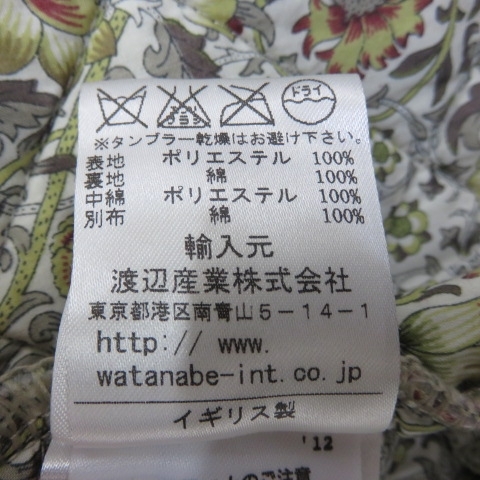 ドライ
※タンブラー乾燥はお避け下さい。
表地 ポリエステル 100%
裏地 綿 100%
中綿 ポリエステル 100%
別布 綿 100%
輸入元
渡辺産業株式会社
東京都港区南青山5-14-1
http:// www.
watanabe-int.co.jp
イギリス製
'12
のご注意